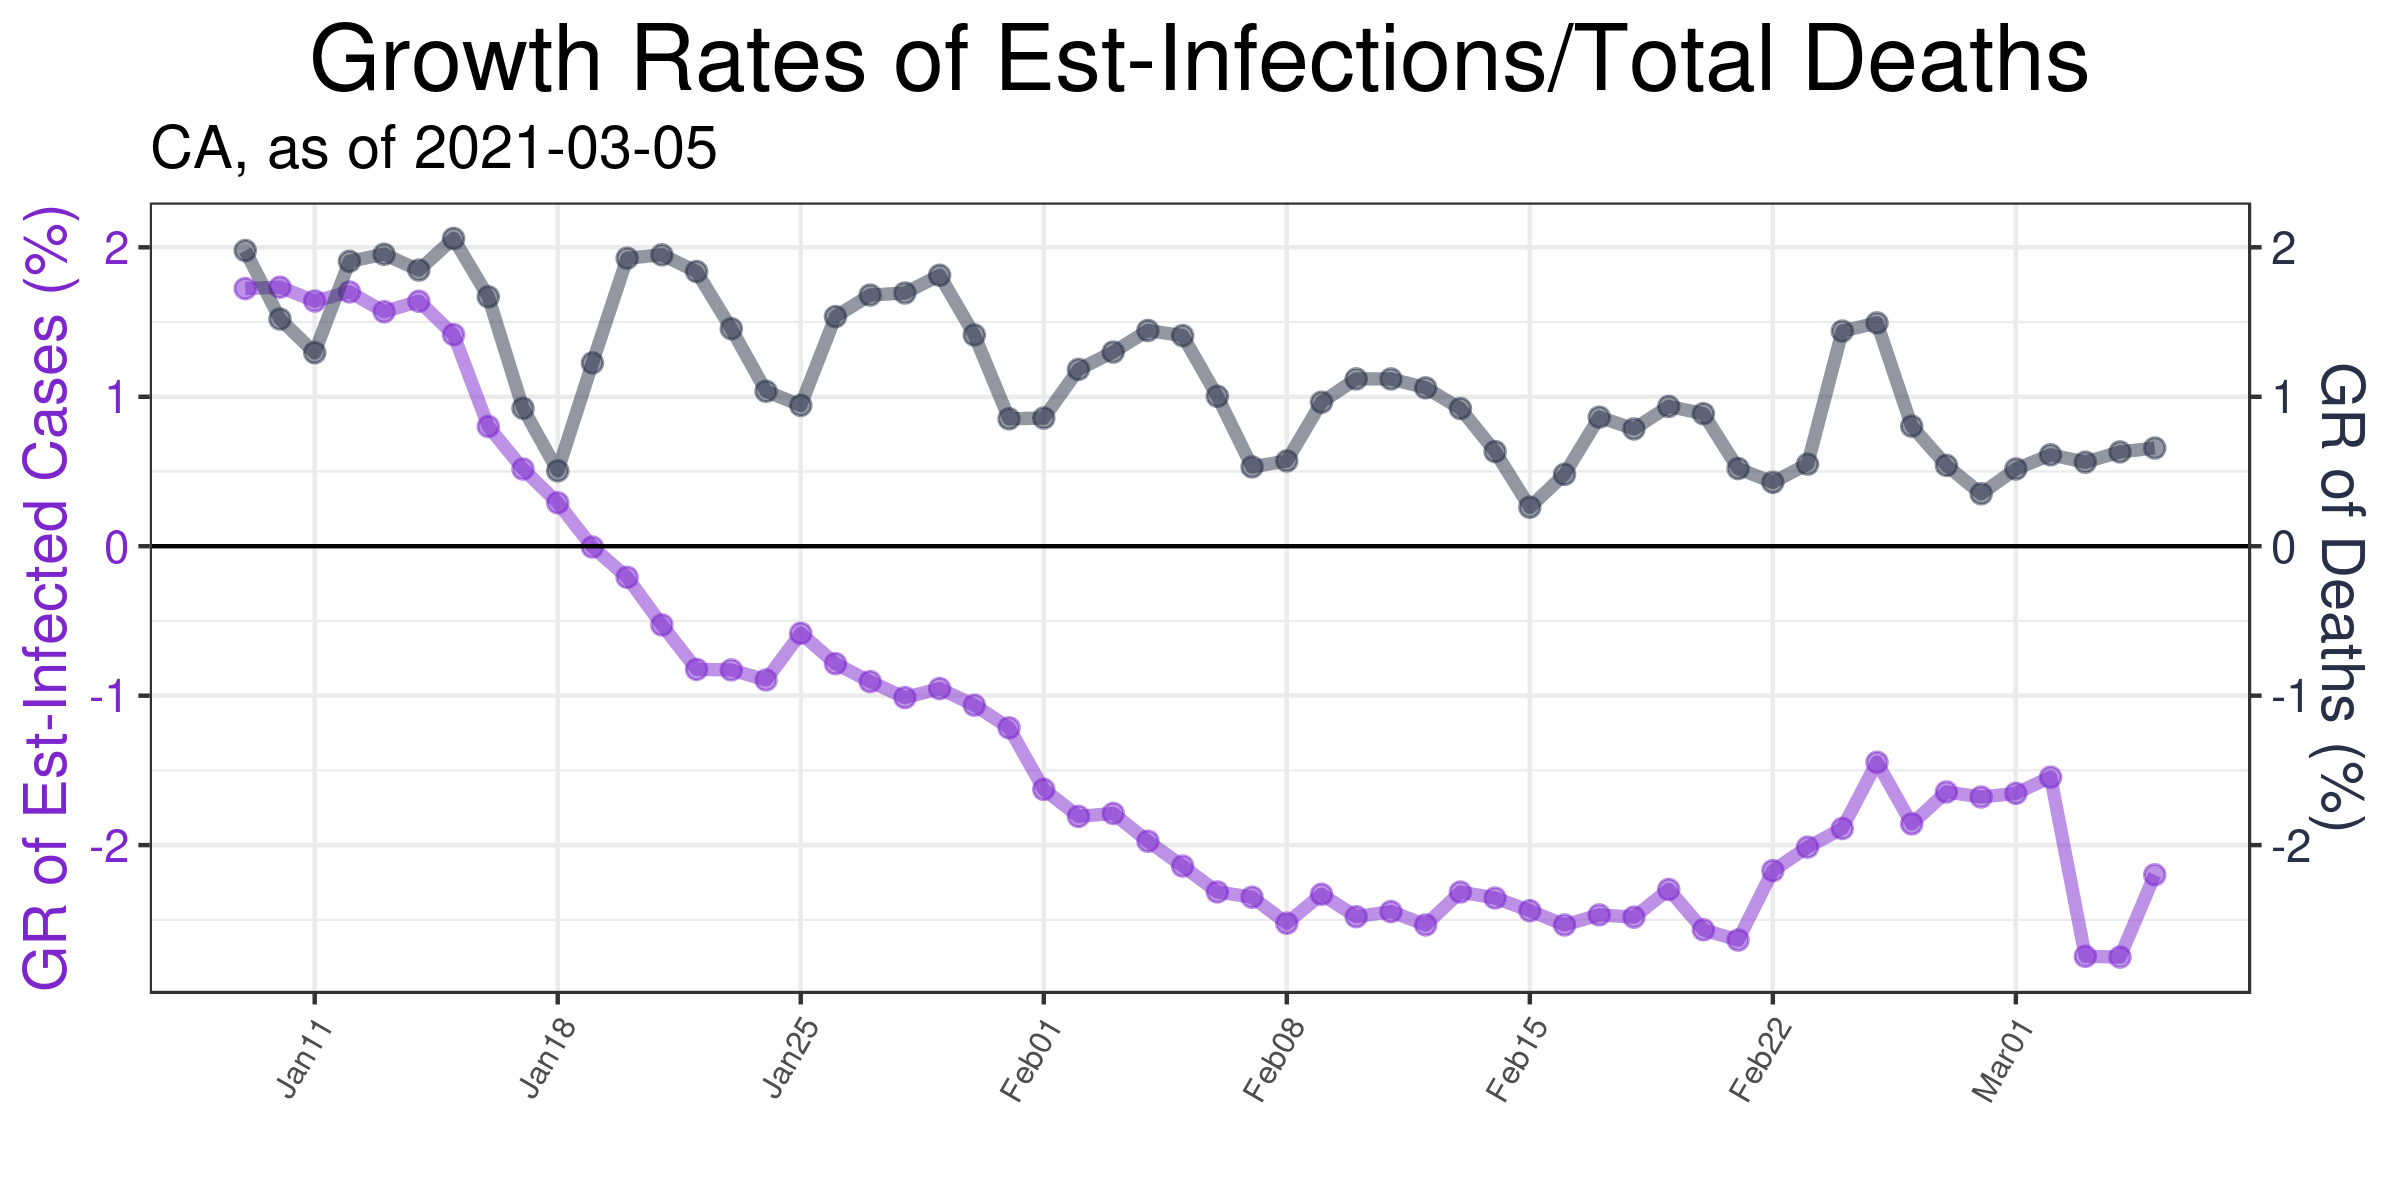 Growth Rates of Est-Infections/Total Deaths
CA, as of 2021-03-05
GR of Est-Infected Cases (%)
2
1
0
-1
-2
2
1
0
-1
-2
GR of Deaths (%)
Jan11
Jan18
Jan25
Feb01
Feb08
Feb15
Feb22
Mar01